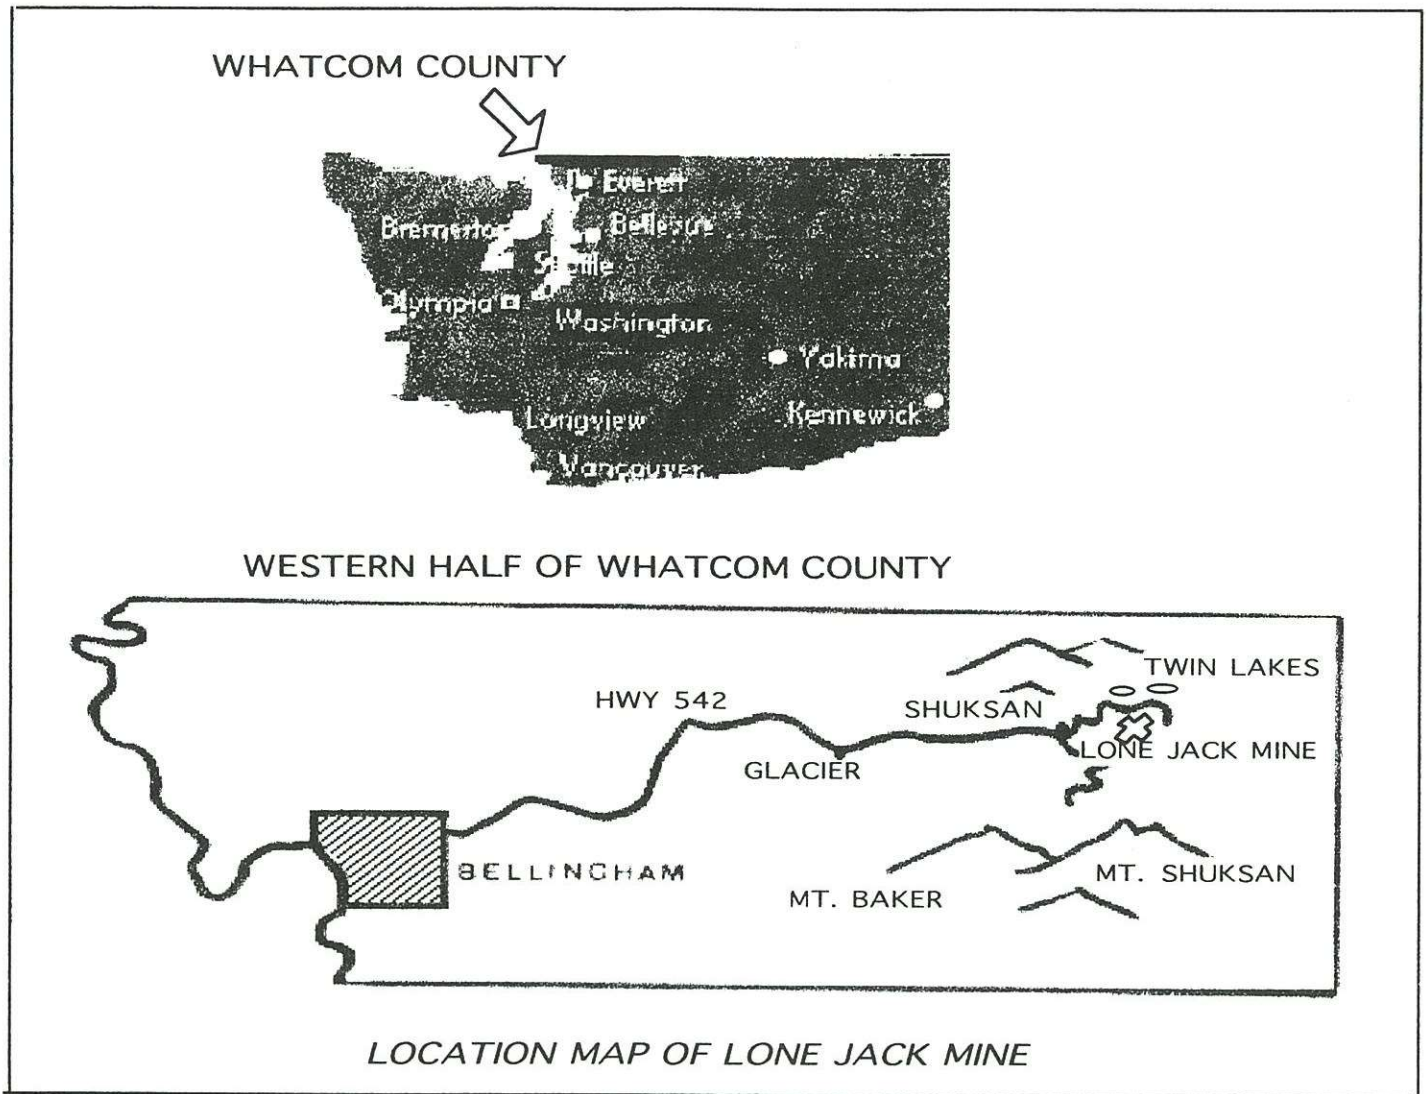 WHATCOM COUNTY
Everett
Bremerton
Bellevue
Seattle
Olympia
Washington
Yakima
Longview
Kennewick
Vancouver
WESTERN HALF OF WHATCOM COUNTY
TWIN LAKES
HWY 542
SHUKSAN
LONE JACK MINE
GLACIER
BELLINGHAM
MT. SHUKSAN
MT. BAKER
LOCATION MAP OF LONE JACK MINE